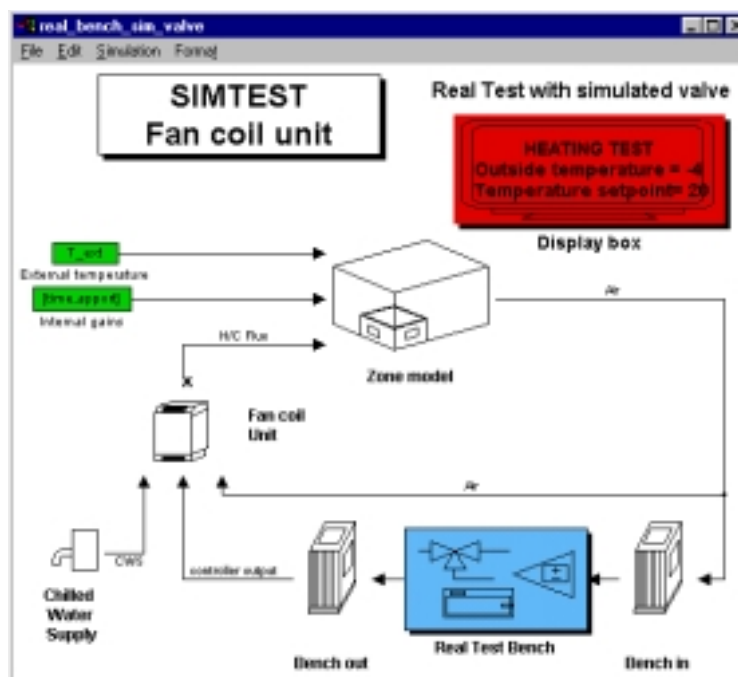 real_bench_sim_valve
File Edit Simulation Format
SIMTEST
Fan coil unit
Real Test with simulated valve
HEATING TEST
Outside temperature = -4
Temperature setpoint= 20
Display box
T_ext
External temperature
Internal gains
H/C Flux
Air
Zone model
Fan coil
Unit
Air
CWS
controller output
Chilled
Water
Supply
Bench out
Real Test Bench
Bench in